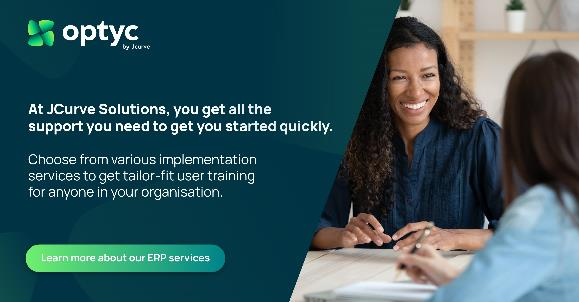 optyc
by Jcurve
At JCurve Solutions, you get all the
support you need to get you started quickly.
Choose from various implementation
services to get tailor-fit user training
for anyone in your organisation.
Learn more about our ERP services